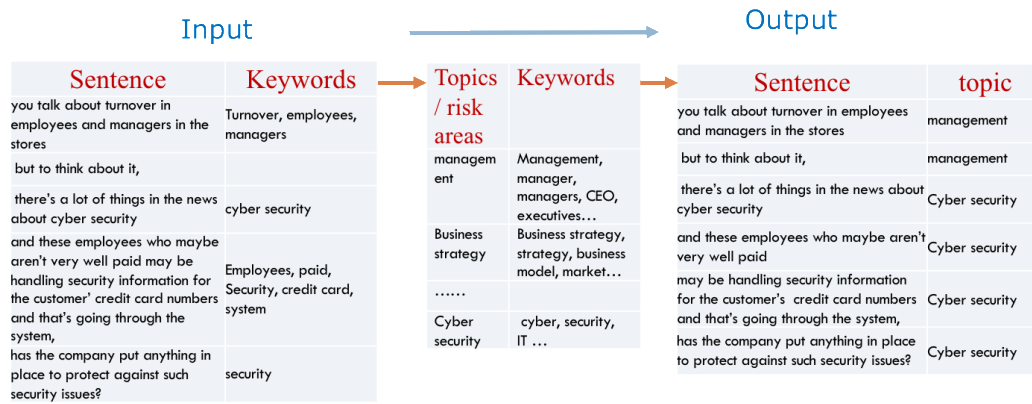 Input
Output
Sentence
Keywords
you talk about turnover in
employees and managers in the
stores
Turnover, employees,
managers
but to think about it,
there's a lot of things in the news
about cyber security
cyber security
and these employees who maybe
aren't very well paid may be
handling security information for
the customer' credit card numbers
and that's going through the
system,
Employees, paid,
Security, credit card,
system
has the company put anything in
place to protect against such
security issues?
security
Topics
/ risk
areas
Keywords
managem
ent
Management,
manager,
managers, CEO,
executives…
Business
strategy
Business strategy,
strategy, business
model, market…
……
Cyber
security
cyber, security,
IT …
Sentence
topic
you talk about turnover in employees
and managers in the stores
management
but to think about it,
management
there's a lot of things in the news about
cyber security
Cyber security
and these employees who maybe aren't
very well paid
Cyber security
may be handling security information
for the customer's credit card numbers
and that's going through the system,
Cyber security
has the company put anything in place
to protect against such security issues?
Cyber security